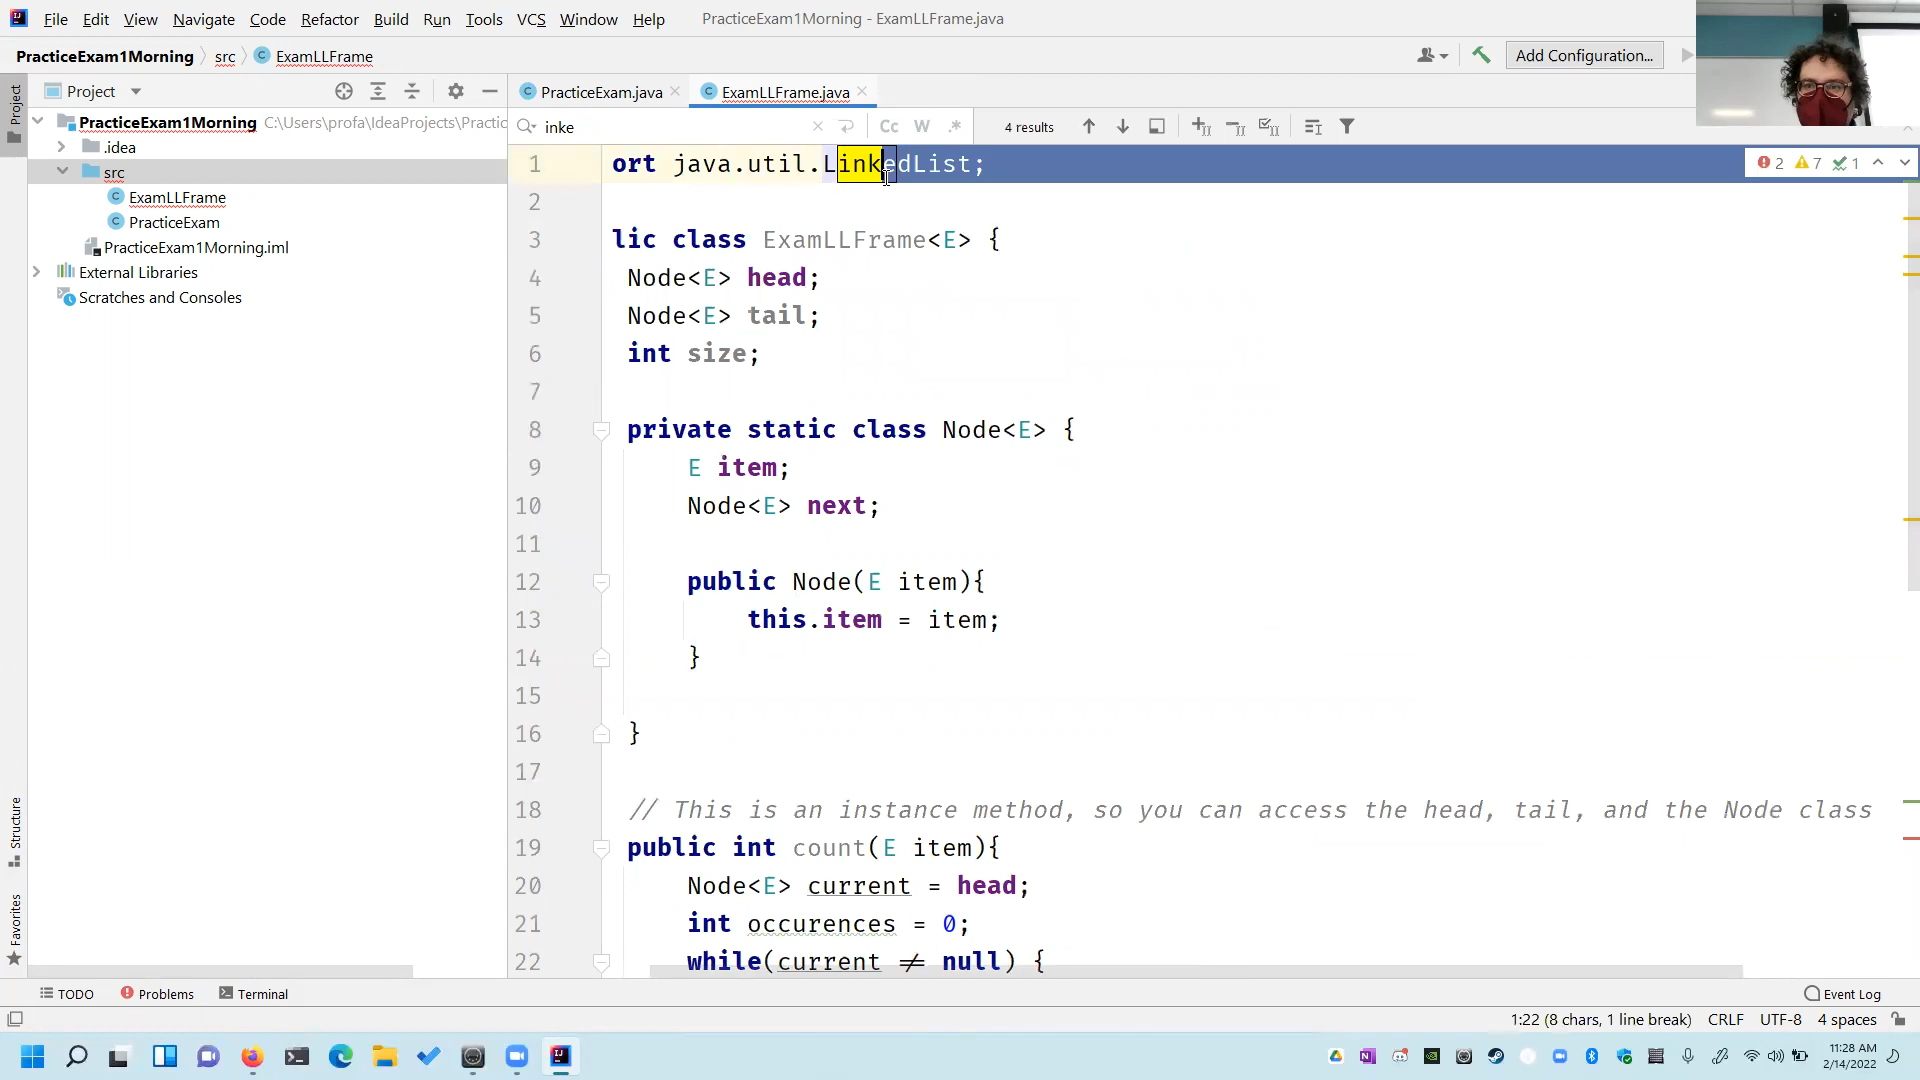 File Edit View Navigate Code Refactor Build Run Tools VCS Window Help PracticeExam1Morning - ExamLLFrame.java
PracticeExam1Morning src ExamLLFrame Add Configuration...
Project PracticeExam.java ExamLLFrame.java
Project
PracticeExam1Morning C:\Users\profa\IdeaProjects\Practic
.idea
src
ExamLLFrame
PracticeExam
PracticeExam1Morning.iml
External Libraries
Scratches and Consoles
inke Cc W .* 4 results
2 7 1
1 ort java.util.LinkedList;
2
3 lic class ExamLLFrame<E> {
4 Node<E> head;
5 Node<E> tail;
6 int size;
7
8 private static class Node<E> {
9 E item;
10 Node<E> next;
11
12 public Node(E item){
13 this.item = item;
14 }
15
16 }
17
18 // This is an instance method, so you can access the head, tail, and the Node class
19 public int count(E item){
20 Node<E> current = head;
21 int occurences = 0;
22 while(current ≠ null) {
Structure
Favorites
TODO Problems Terminal Event Log
1:22 (8 chars, 1 line break) CRLF UTF-8 4 spaces
11:28 AM
2/14/2022